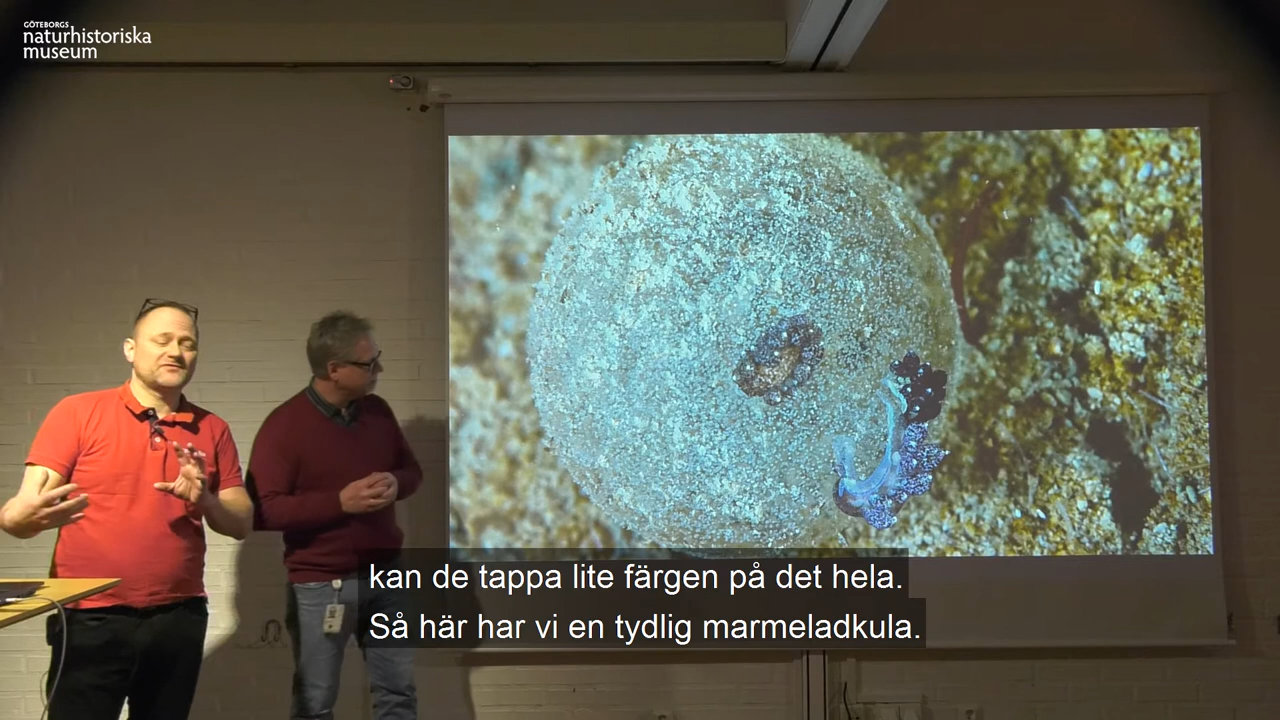 GÖTEBORGS
naturhistoriska
museum
kan de tappa lite färgen på det hela.
Så här har vi en tydlig marmeladkula.